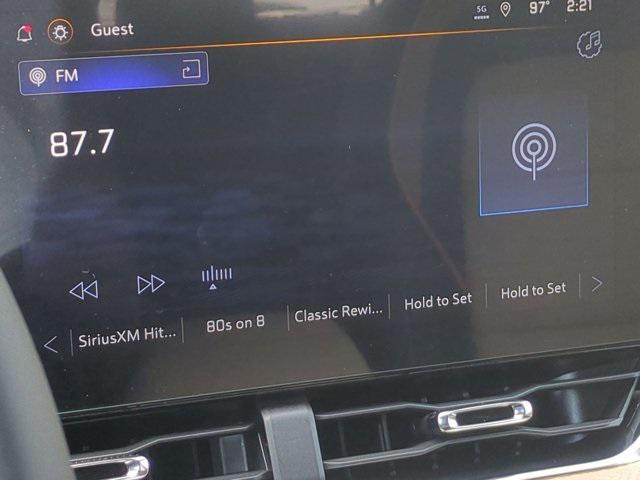 Guest 5G 97° 2:21
FM
87.7
SiriusXM Hit... 80s on 8 Classic Rewi... Hold to Set Hold to Set